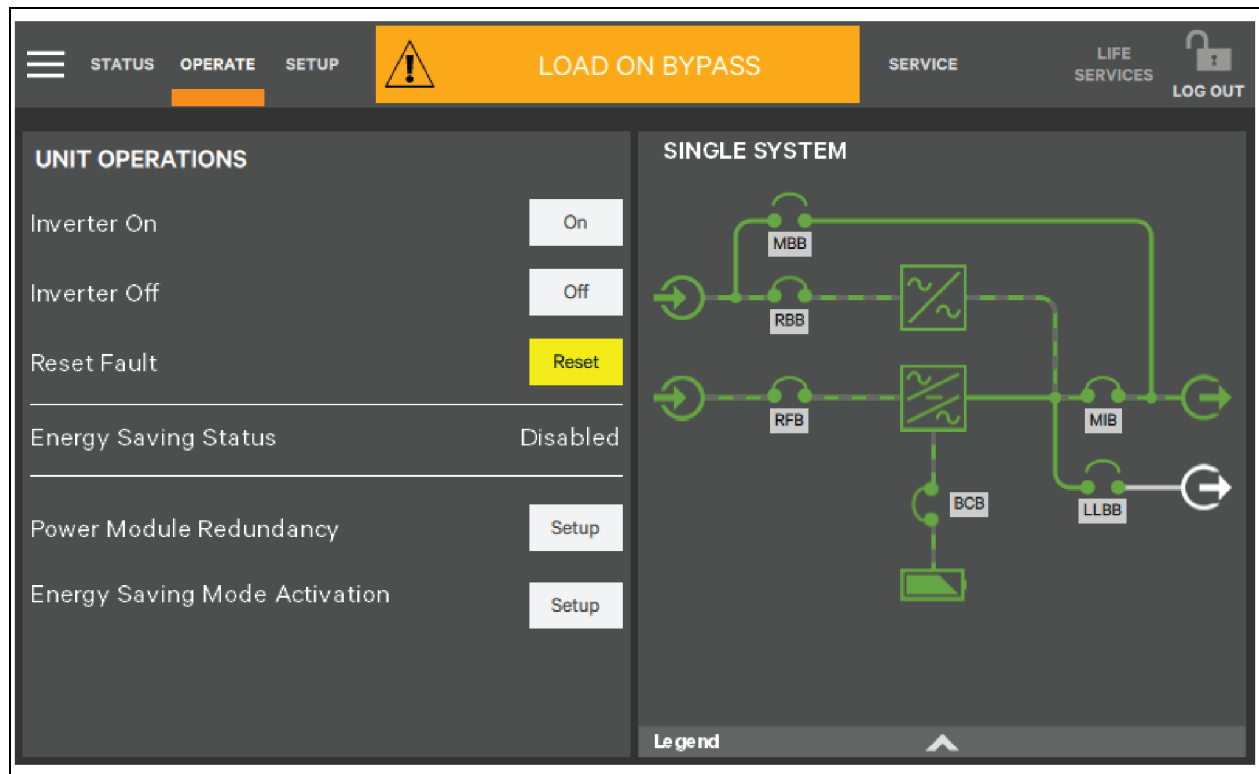 STATUS OPERATE SETUP LOAD ON BYPASS SERVICE LIFE SERVICES LOG OUT
UNIT OPERATIONS
Inverter On On
Inverter Off Off
Reset Fault Reset
Energy Saving Status Disabled
Power Module Redundancy Setup
Energy Saving Mode Activation Setup
SINGLE SYSTEM
MBB
RBB
RFB MIB
BCB LLBB
Legend